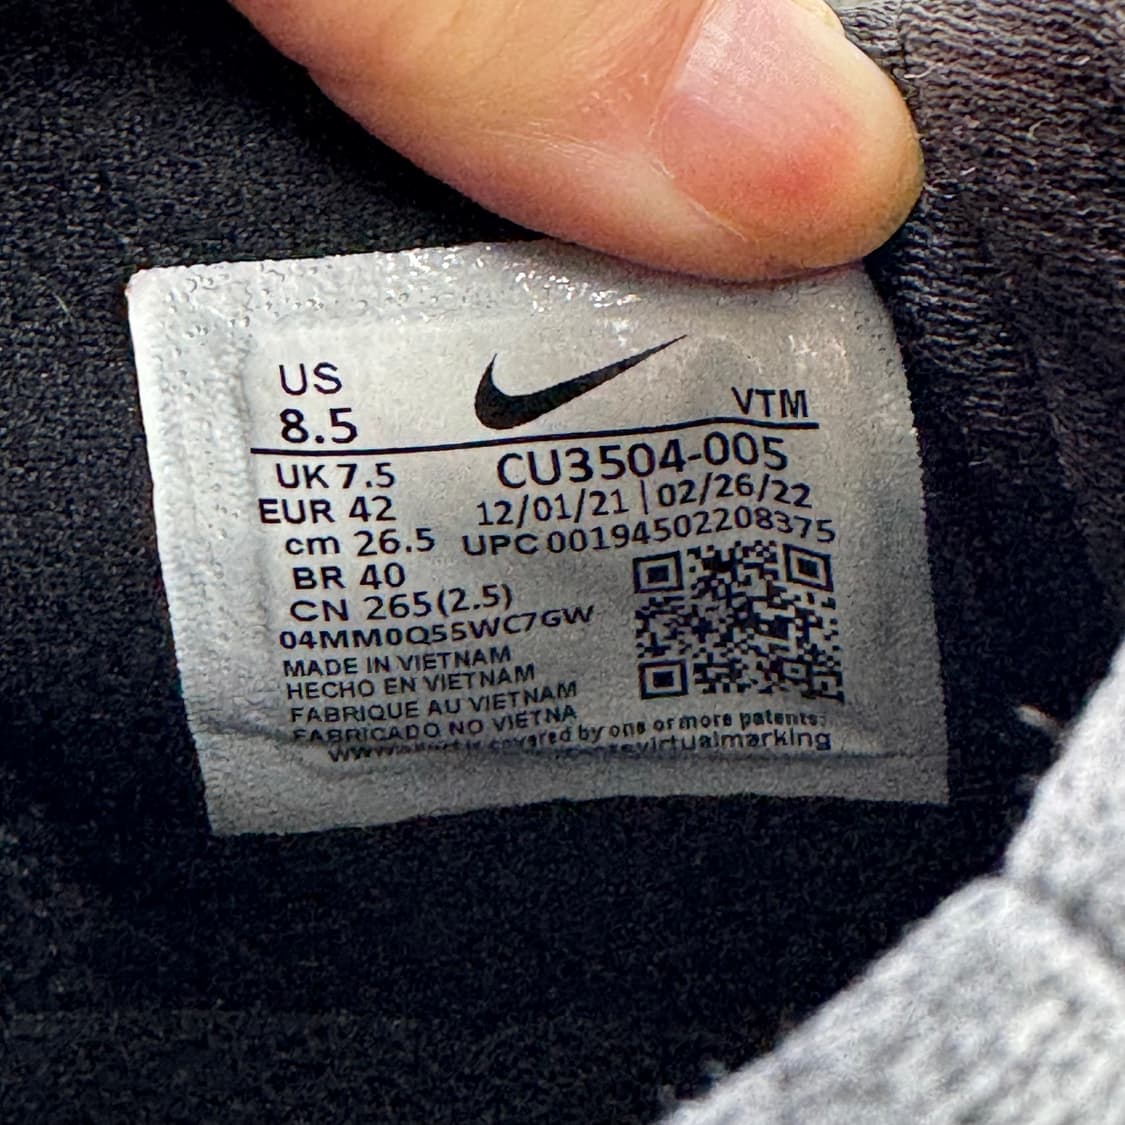 US
8.5
VTM
UK 7.5
CU3504-005
EUR 42
12/01/21 | 02/26/22
cm 26.5
UPC 00194502208375
BR 40
CN 265(2.5)
04MM0Q55WC7GW
MADE IN VIETNAM
HECHO EN VIETNAM
FABRIQUE AU VIETNAM
FABRICADO NO VIETNA
covered by one or more patents:
virtualmarking